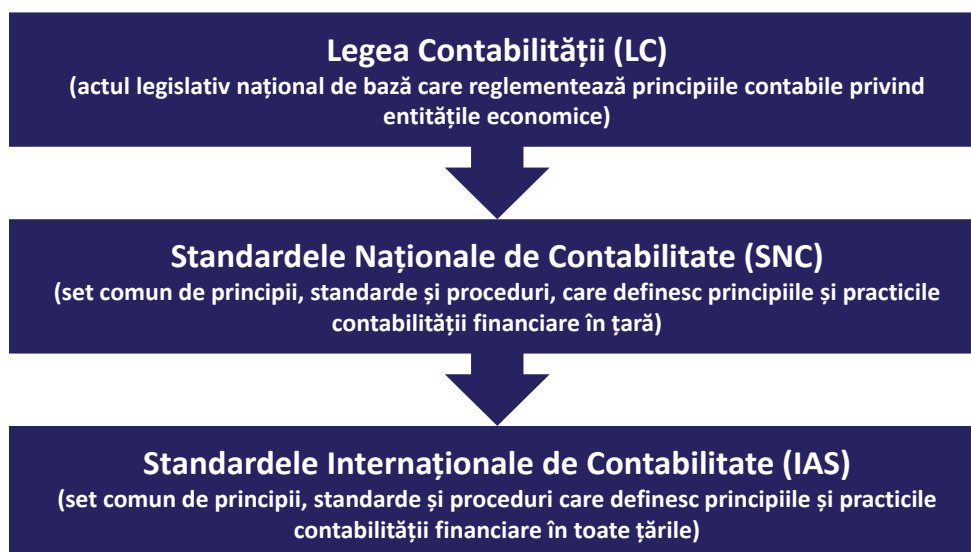 Legea Contabilității (LC)
(actul legislativ național de bază care reglementează principiile contabile privind
entitățile economice)
Standardele Naționale de Contabilitate (SNC)
(set comun de principii, standarde și proceduri, care definesc principiile și practicile
contabilității financiare în țară)
Standardele Internaționale de Contabilitate (IAS)
(set comun de principii, standarde și proceduri care definesc principiile și practicile
contabilității financiare în toate țările)